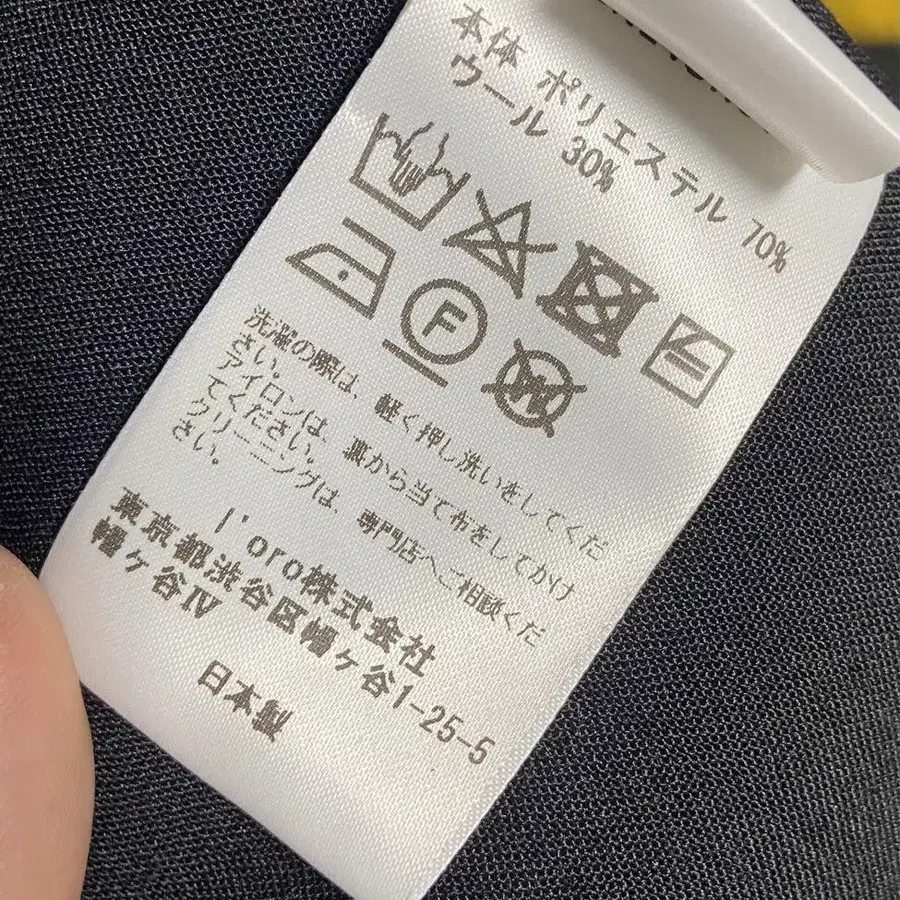 本体 ポリエステル 70%
ウール 30%
F
W
洗濯の際は、軽く押し洗いをしてくだ
さい。
アイロンは、裏から当て布をしてかけ
てください。
クリーニングは、専門店へご相談くだ
さい。
l'oro株式会社
東京都渋谷区幡ヶ谷1-25-5
幡ヶ谷Ⅳ
日本製